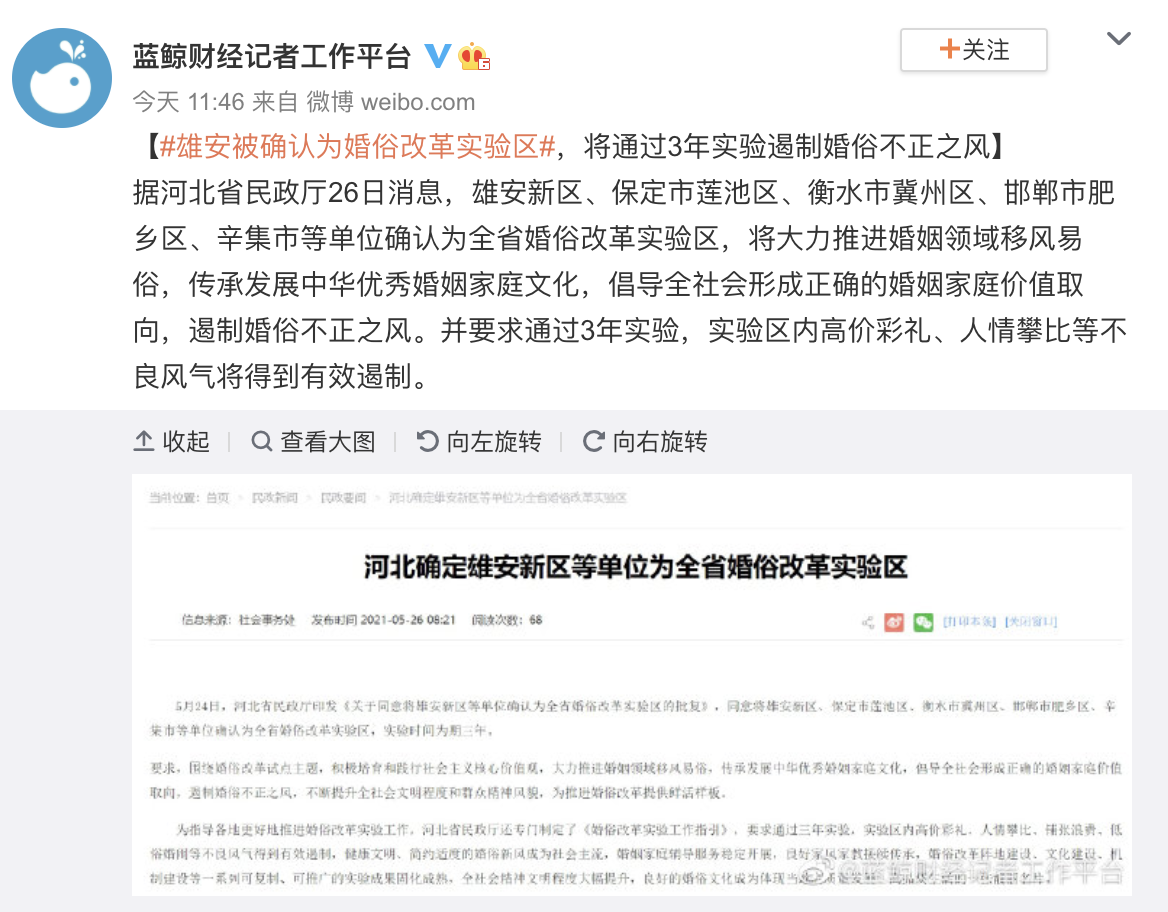 蓝鲸财经记者工作平台
+关注
今天 11:46 来自 微博 weibo.com
【#雄安被确认为婚俗改革实验区#，将通过3年实验遏制婚俗不正之风】
据河北省民政厅26日消息，雄安新区、保定市莲池区、衡水市冀州区、邯郸市肥
乡区、辛集市等单位确认为全省婚俗改革实验区，将大力推进婚姻领域移风易
俗，传承发展中华优秀婚姻家庭文化，倡导全社会形成正确的婚姻家庭价值取
向，遏制婚俗不正之风。并要求通过3年实验，实验区内高价彩礼、人情攀比等不
良风气将得到有效遏制。
收起 查看大图 向左旋转 向右旋转
当前位置：首页 > 民政新闻 > 民政要闻 > 河北确定雄安新区等单位为全省婚俗改革实验区
河北确定雄安新区等单位为全省婚俗改革实验区
信息来源：社会事务处 发布时间 2021-05-26 08:21 阅读次数：68
[打印本条] [关闭窗口]
5月24日，河北省民政厅印发《关于同意将雄安新区等单位确认为全省婚俗改革实验区的批复》，同意将雄安新区、保定市莲池区、衡水市冀州区、邯郸市肥乡区、辛
集市等单位确认为全省婚俗改革实验区，实验时间为期三年。
要求，围绕婚俗改革试点主题，积极培育和践行社会主义核心价值观，大力推进婚姻领域移风易俗，传承发展中华优秀婚姻家庭文化，倡导全社会形成正确的婚姻家庭价值
取向，遏制婚俗不正之风，不断提升全社会文明程度和群众精神风貌，为推进婚俗改革提供鲜活样板。
为指导各地更好地推进婚俗改革实验工作，河北省民政厅还专门制定了《婚俗改革实验工作指引》，要求通过三年实验，实验区内高价彩礼、人情攀比、铺张浪费、低
俗婚闹等不良风气得到有效遏制，健康文明、简约适度的婚俗新风成为社会主流，婚姻家庭辅导服务稳定开展，良好家风家教接续传承，婚俗改革阵地建设、文化建设、机
制建设等一系列可复制、可推广的实验成果固化成熟，全社会精神文明程度大幅提升，良好的婚俗文化成为体现当
@蓝鲸财经记者工作平台